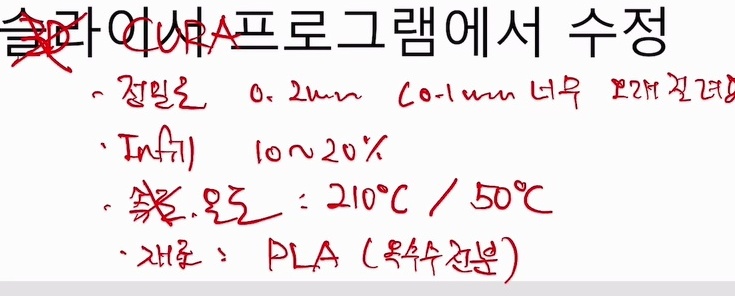 슬라이서 프로그램에서 수정
3D CURA
· 정밀도 0.2mm (0.1mm 너무 오래 걸려요
· Infill 10~20%
· 온도 : 210°C / 50°C
· 재료 : PLA (옥수수 전분)